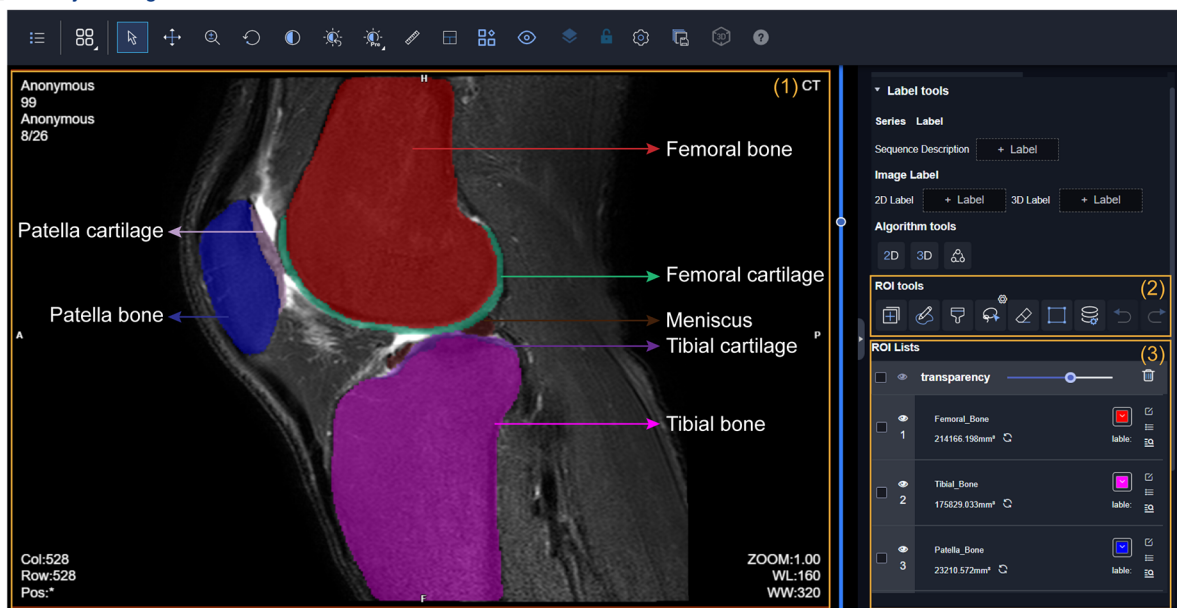 Pre
3D
?
Anonymous
99
Anonymous
8/26
H
(1) CT
Femoral bone
Patella cartilage
Femoral cartilage
Patella bone
Meniscus
Tibial cartilage
A
P
Tibial bone
Col:528
Row:528
Pos:*
ZOOM:1.00
WL:160
WW:320
F
Label tools
Series Label
Sequence Description + Label
Image Label
2D Label + Label 3D Label + Label
Algorithm tools
2D 3D
ROI tools (2)
ROI Lists (3)
transparency
1 Femoral_Bone
214166.198mm³ lable:
2 Tibial_Bone
175829.033mm³ lable:
3 Patella_Bone
23210.572mm³ lable: